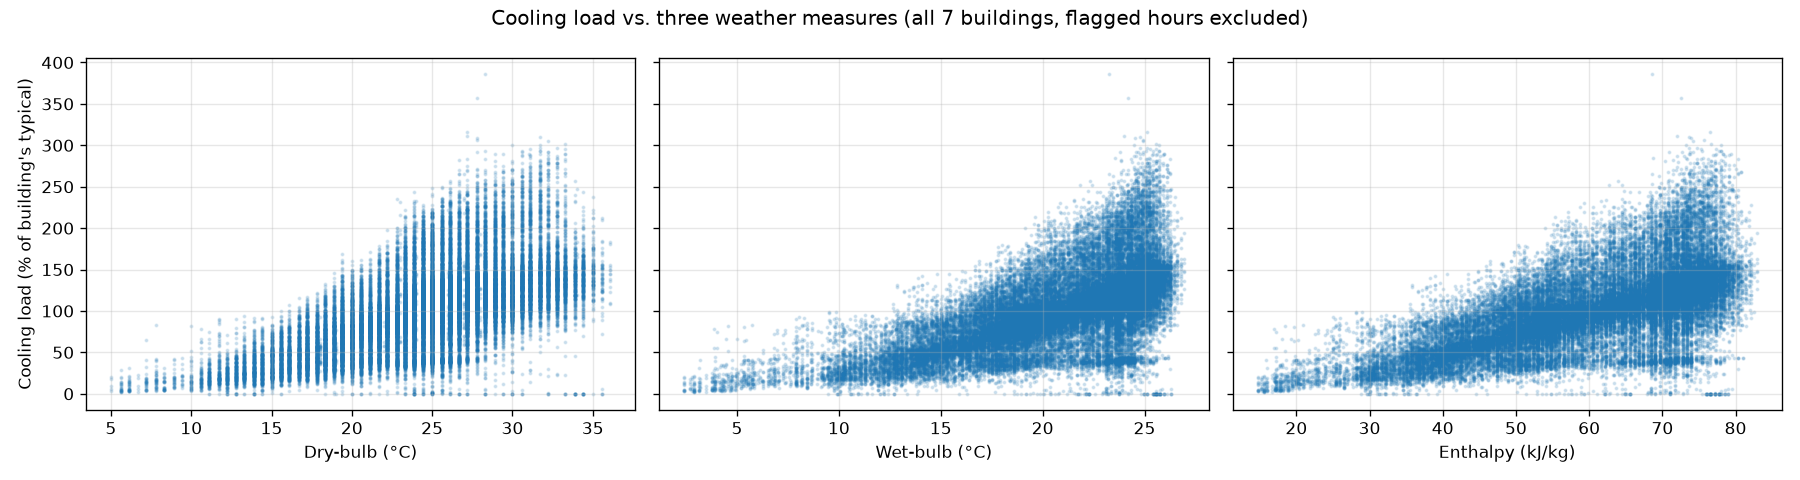 Cooling load vs. three weather measures (all 7 buildings, flagged hours excluded)
Cooling load (% of building's typical)
400
350
300
250
200
150
100
50
0
5 10 15 20 25 30 35
Dry-bulb (°C)
5 10 15 20 25
Wet-bulb (°C)
20 30 40 50 60 70 80
Enthalpy (kJ/kg)